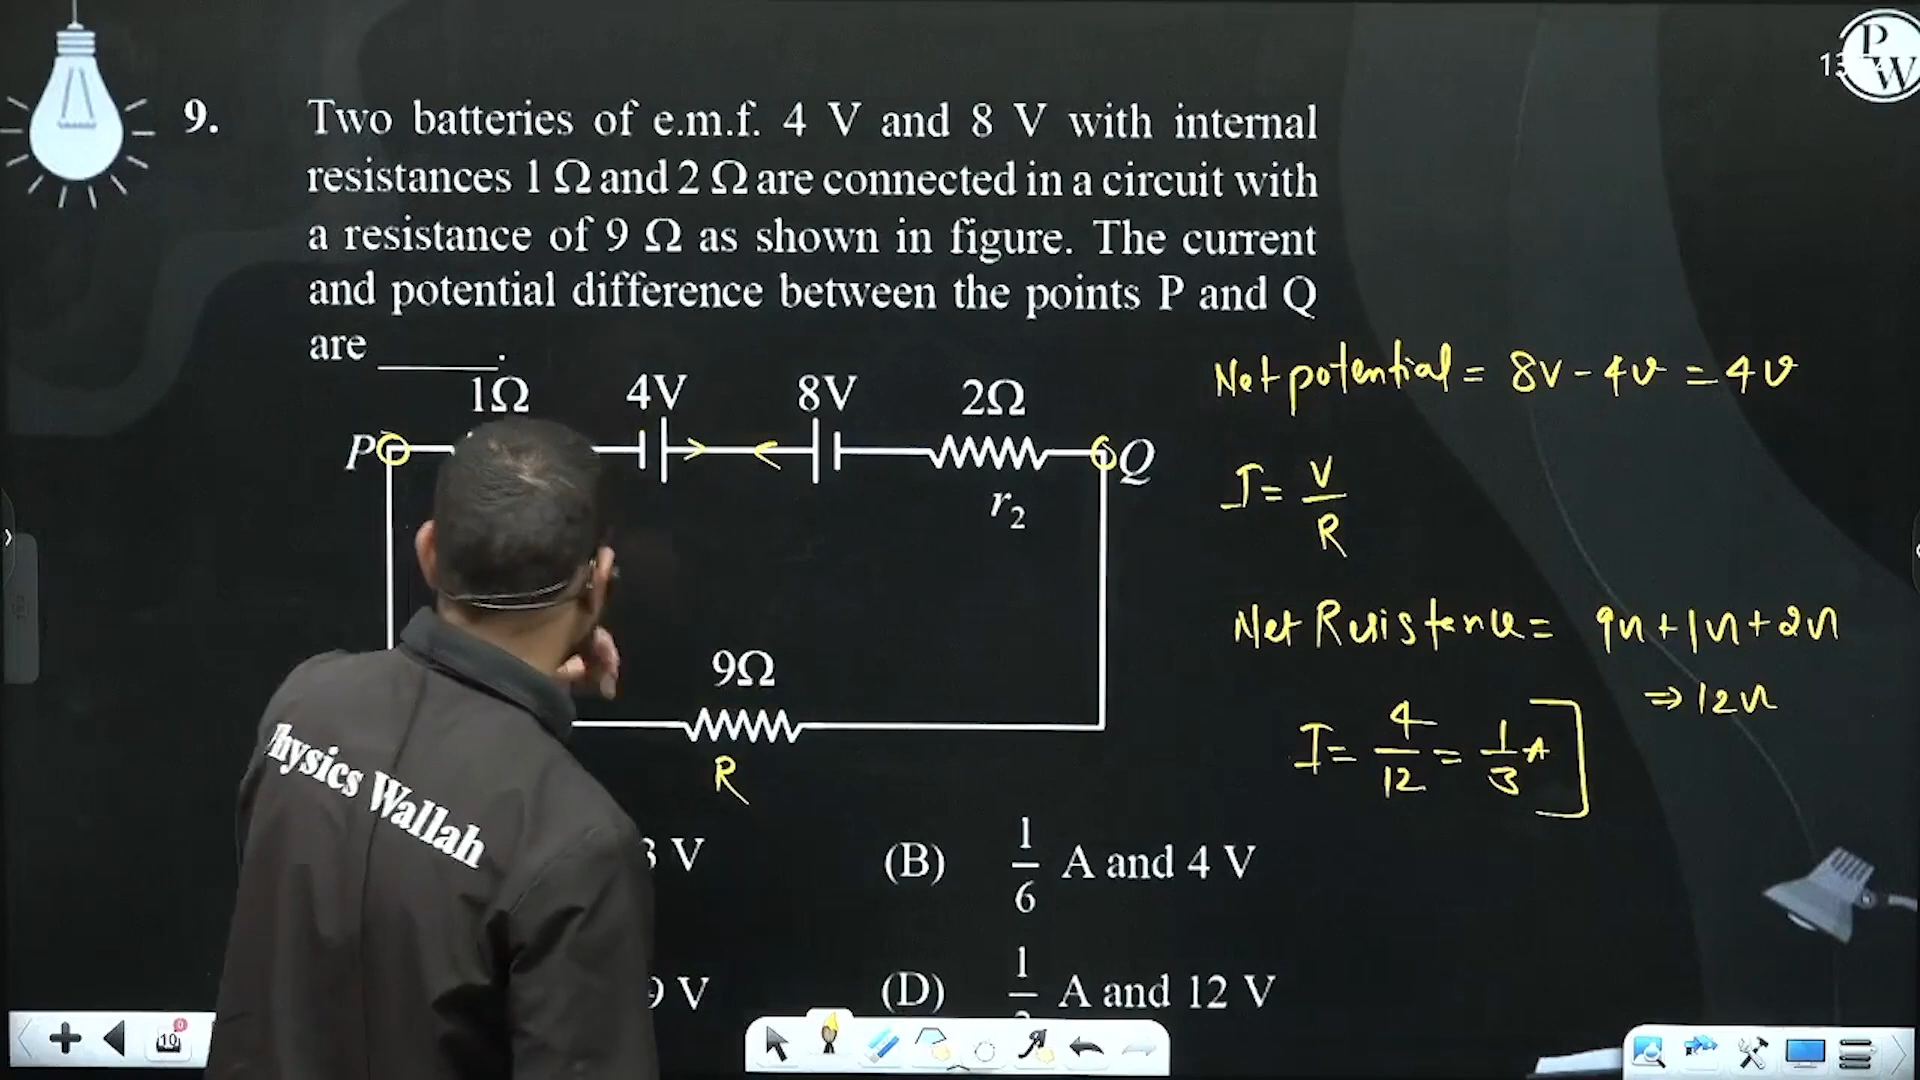 P
W
9.
Two batteries of e.m.f. 4 V and 8 V with internal
resistances 1 Ω and 2 Ω are connected in a circuit with
a resistance of 9 Ω as shown in figure. The current
and potential difference between the points P and Q
are ______.
1Ω 4V 8V 2Ω
P Q
r₂
9Ω
R
Net potential = 8V - 4V = 4V
I = V/R
Net Resistance = 9Ω + 1Ω + 2Ω
⇒ 12Ω
I = 4/12 = 1/3 A
V (B) 1/6 A and 4 V
V (D) A and 12 V
hysics Wallah
10